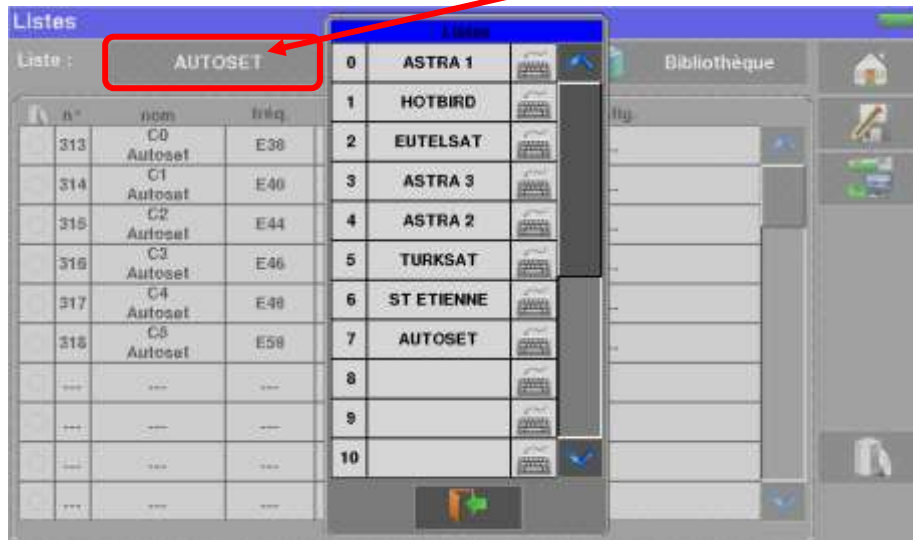 Listes
Liste : AUTOSET Bibliothèque
Listes
0 ASTRA 1
1 HOTBIRD
2 EUTELSAT
3 ASTRA 3
4 ASTRA 2
5 TURKSAT
6 ST ETIENNE
7 AUTOSET
8
9
10
n° nom fréq.
313 C0 Autoset E38
314 C1 Autoset E40
315 C2 Autoset E44
316 C3 Autoset E46
317 C4 Autoset E48
318 C5 Autoset
--- --- ---
--- --- ---
--- --- ---
--- --- ---